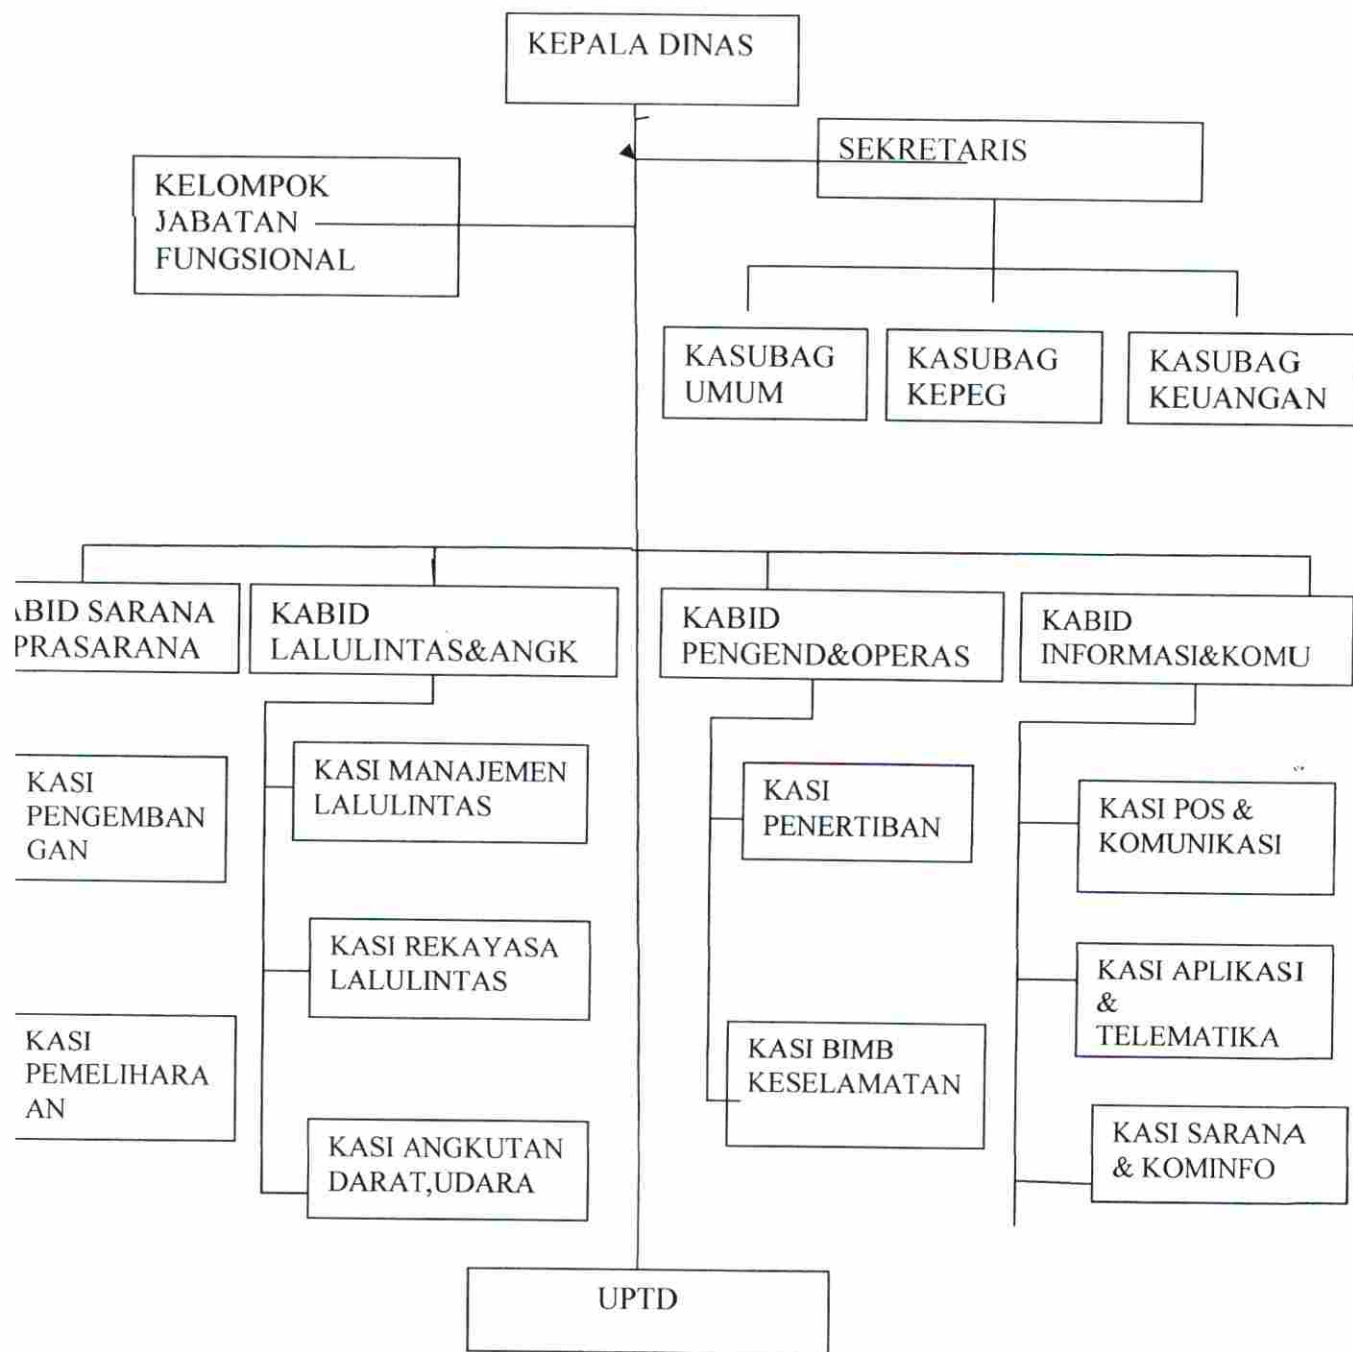 KEPALA DINAS
SEKRETARIS
KELOMPOK
JABATAN
FUNGSIONAL
KASUBAG
UMUM
KASUBAG
KEPEG
KASUBAG
KEUANGAN
ABID SARANA
PRASARANA
KABID
LALULINTAS&ANGK
KABID
PENGEND&OPERAS
KABID
INFORMASI&KOMU
KASI
PENGEMBAN
GAN
KASI MANAJEMEN
LALULINTAS
KASI
PENERTIBAN
KASI POS &
KOMUNIKASI
KASI REKAYASA
LALULINTAS
KASI APLIKASI
&
TELEMATIKA
KASI
PEMELIHARA
AN
KASI BIMB
KESELAMATAN
KASI ANGKUTAN
DARAT,UDARA
KASI SARANA
& KOMINFO
UPTD